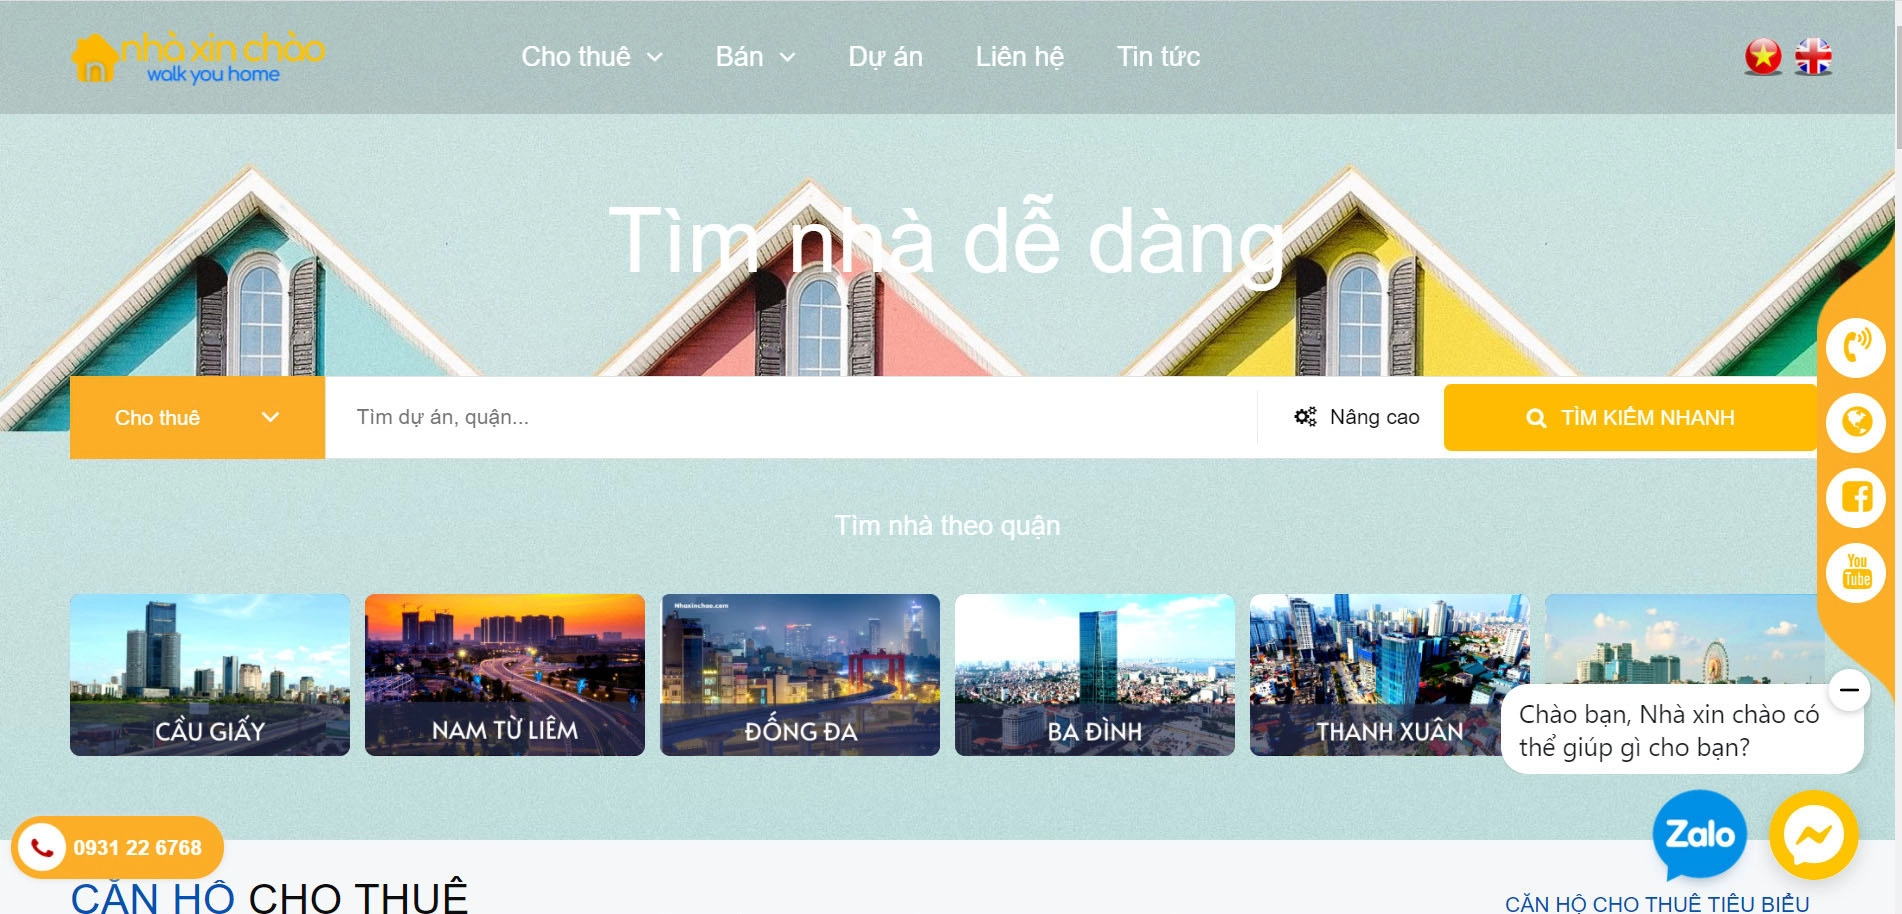 nhà xin chào
walk you home
Cho thuê
Bán
Dự án
Liên hệ
Tin tức
Tìm nhà dễ dàng
Cho thuê
Tìm dự án, quận...
Nâng cao
TÌM KIẾM NHANH
You
Tube
Tìm nhà theo quận
Nhaxinchao.com
CẦU GIẤY
NAM TỪ LIÊM
ĐỐNG ĐA
BA ĐÌNH
THANH XUÂN
Chào bạn, Nhà xin chào có
thể giúp gì cho bạn?
Zalo
0931 22 6768
CĂN HỘ CHO THUÊ
CĂN HỘ CHO THUÊ TIÊU BIỂU